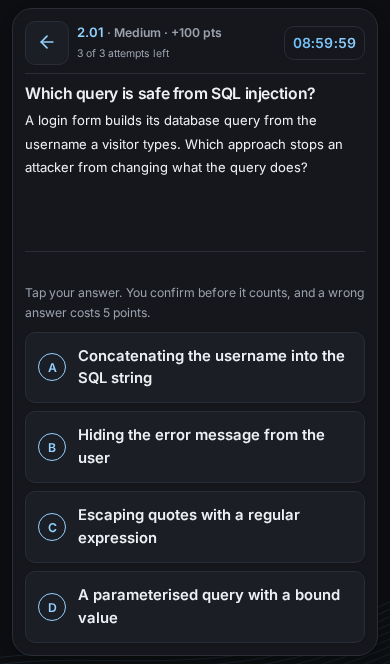 2.01 · Medium · +100 pts
3 of 3 attempts left
08:59:59
Which query is safe from SQL injection?
A login form builds its database query from the
username a visitor types. Which approach stops an
attacker from changing what the query does?
Tap your answer. You confirm before it counts, and a wrong
answer costs 5 points.
A
Concatenating the username into the
SQL string
B
Hiding the error message from the
user
C
Escaping quotes with a regular
expression
D
A parameterised query with a bound
value